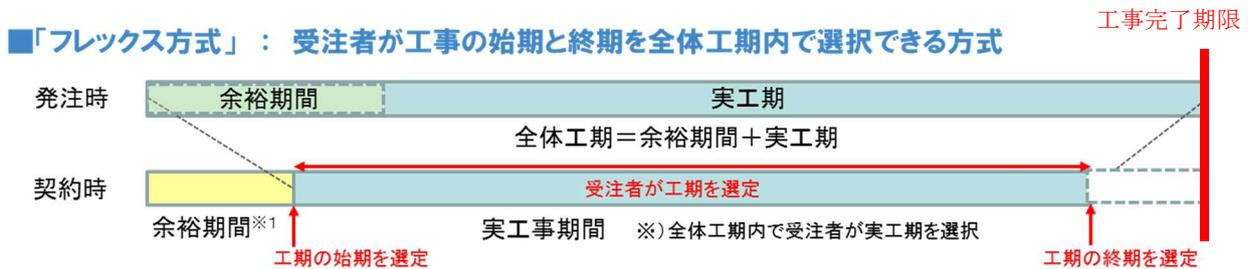 工事完了期限
■「フレックス方式」 ： 受注者が工事の始期と終期を全体工期内で選択できる方式
発注時 余裕期間 実工期
全体工期＝余裕期間＋実工期
契約時 受注者が工期を選定
余裕期間※1 実工事期間 ※）全体工期内で受注者が実工期を選択
工期の始期を選定 工期の終期を選定